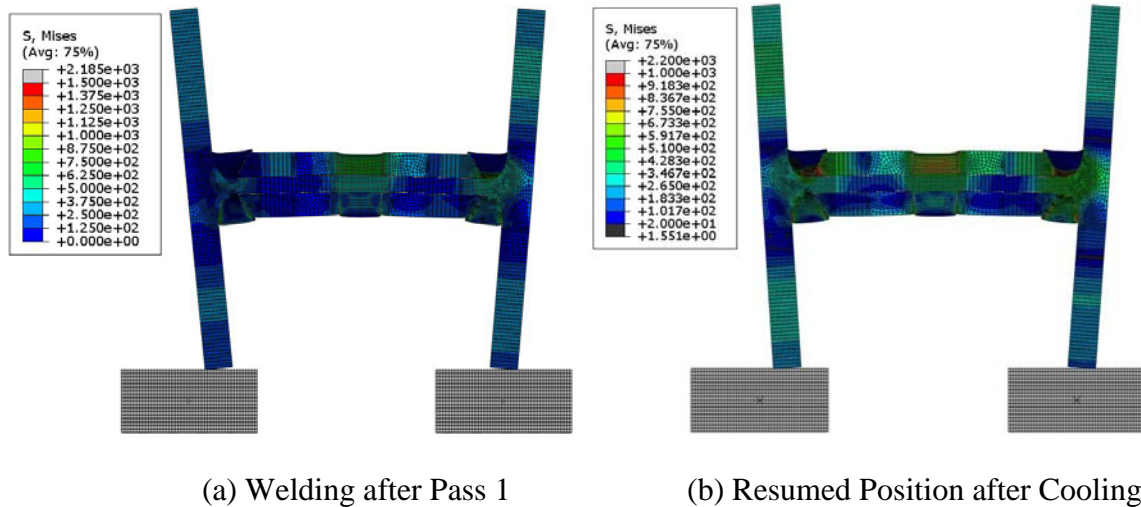 S, Mises
(Avg: 75%)
+2.185e+03
+1.500e+03
+1.375e+03
+1.250e+03
+1.125e+03
+1.000e+03
+8.750e+02
+7.500e+02
+6.250e+02
+5.000e+02
+3.750e+02
+2.500e+02
+1.250e+02
+0.000e+00
S, Mises
(Avg: 75%)
+2.200e+03
+1.000e+03
+9.183e+02
+8.367e+02
+7.550e+02
+6.733e+02
+5.917e+02
+5.100e+02
+4.283e+02
+3.467e+02
+2.650e+02
+1.833e+02
+1.017e+02
+2.000e+01
+1.551e+00
(a) Welding after Pass 1
(b) Resumed Position after Cooling